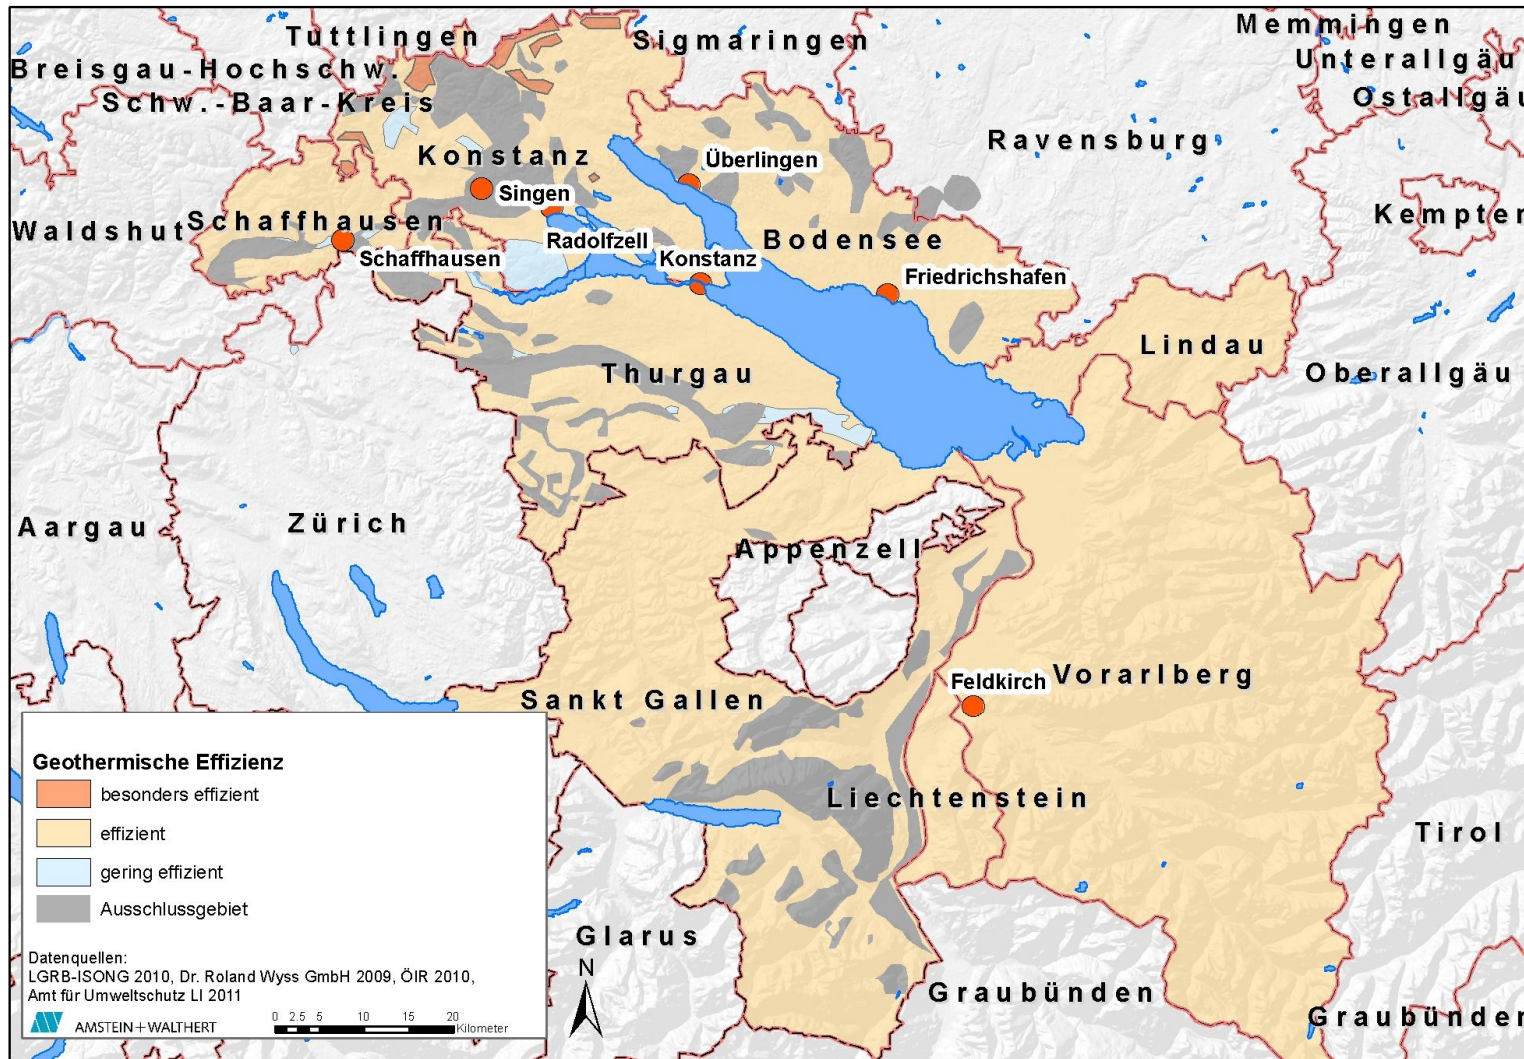 Tuttlingen
Sigmaringen
Memmingen
Breisgau-Hochschw.
Unterallgäu
Schw.-Baar-Kreis
Ostallgäu
Ravensburg
Konstanz
Überlingen
Singen
Kempten
Waldshut
Schaffhausen
Radolfzell
Bodensee
Schaffhausen
Konstanz
Friedrichshafen
Lindau
Thurgau
Oberallgäu
Aargau
Zürich
Appenzell
Feldkirch
Vorarlberg
Sankt Gallen
Liechtenstein
Tirol
Glarus
N
Graubünden
Graubünden
Geothermische Effizienz
besonders effizient
effizient
gering effizient
Ausschlussgebiet
Datenquellen:
LGRB-ISONG 2010, Dr. Roland Wyss GmbH 2009, ÖIR 2010,
Amt für Umweltschutz LI 2011
AMSTEIN+WALTHERT
0 2.5 5 10 15 20
Kilometer